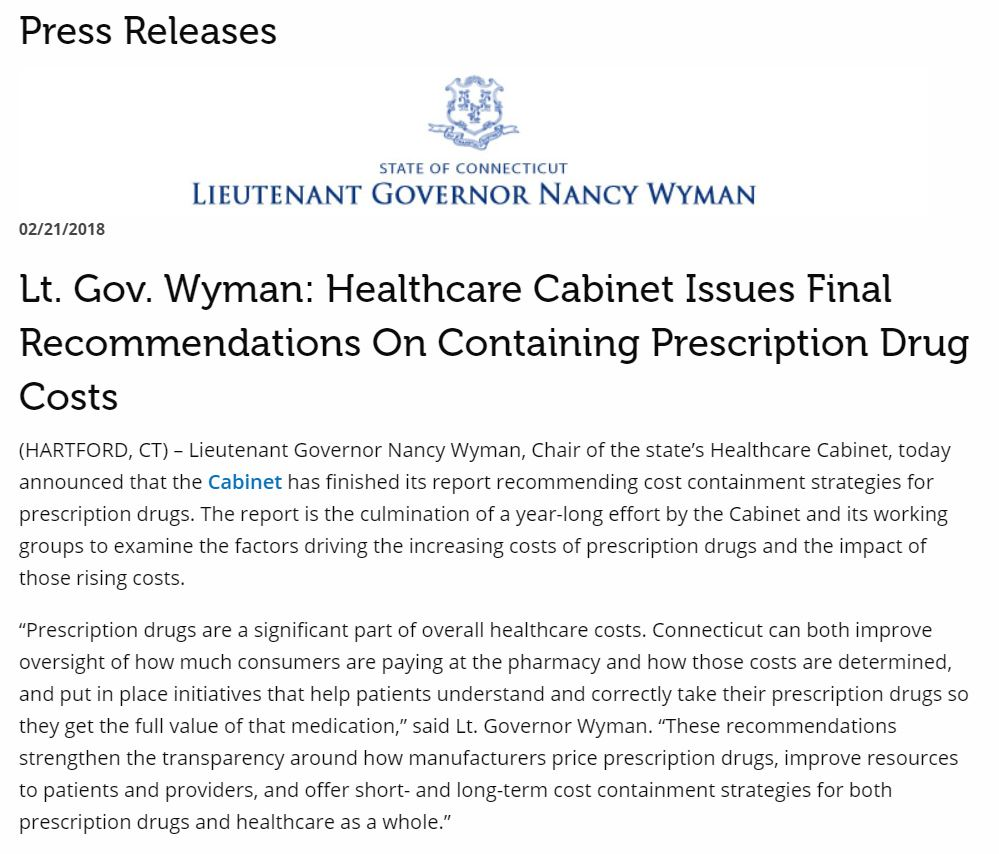 Press Releases
STATE OF CONNECTICUT
LIEUTENANT GOVERNOR NANCY WYMAN
02/21/2018
Lt. Gov. Wyman: Healthcare Cabinet Issues Final
Recommendations On Containing Prescription Drug
Costs
(HARTFORD, CT) – Lieutenant Governor Nancy Wyman, Chair of the state’s Healthcare Cabinet, today
announced that the Cabinet has finished its report recommending cost containment strategies for
prescription drugs. The report is the culmination of a year-long effort by the Cabinet and its working
groups to examine the factors driving the increasing costs of prescription drugs and the impact of
those rising costs.
“Prescription drugs are a significant part of overall healthcare costs. Connecticut can both improve
oversight of how much consumers are paying at the pharmacy and how those costs are determined,
and put in place initiatives that help patients understand and correctly take their prescription drugs so
they get the full value of that medication,” said Lt. Governor Wyman. “These recommendations
strengthen the transparency around how manufacturers price prescription drugs, improve resources
to patients and providers, and offer short- and long-term cost containment strategies for both
prescription drugs and healthcare as a whole.”